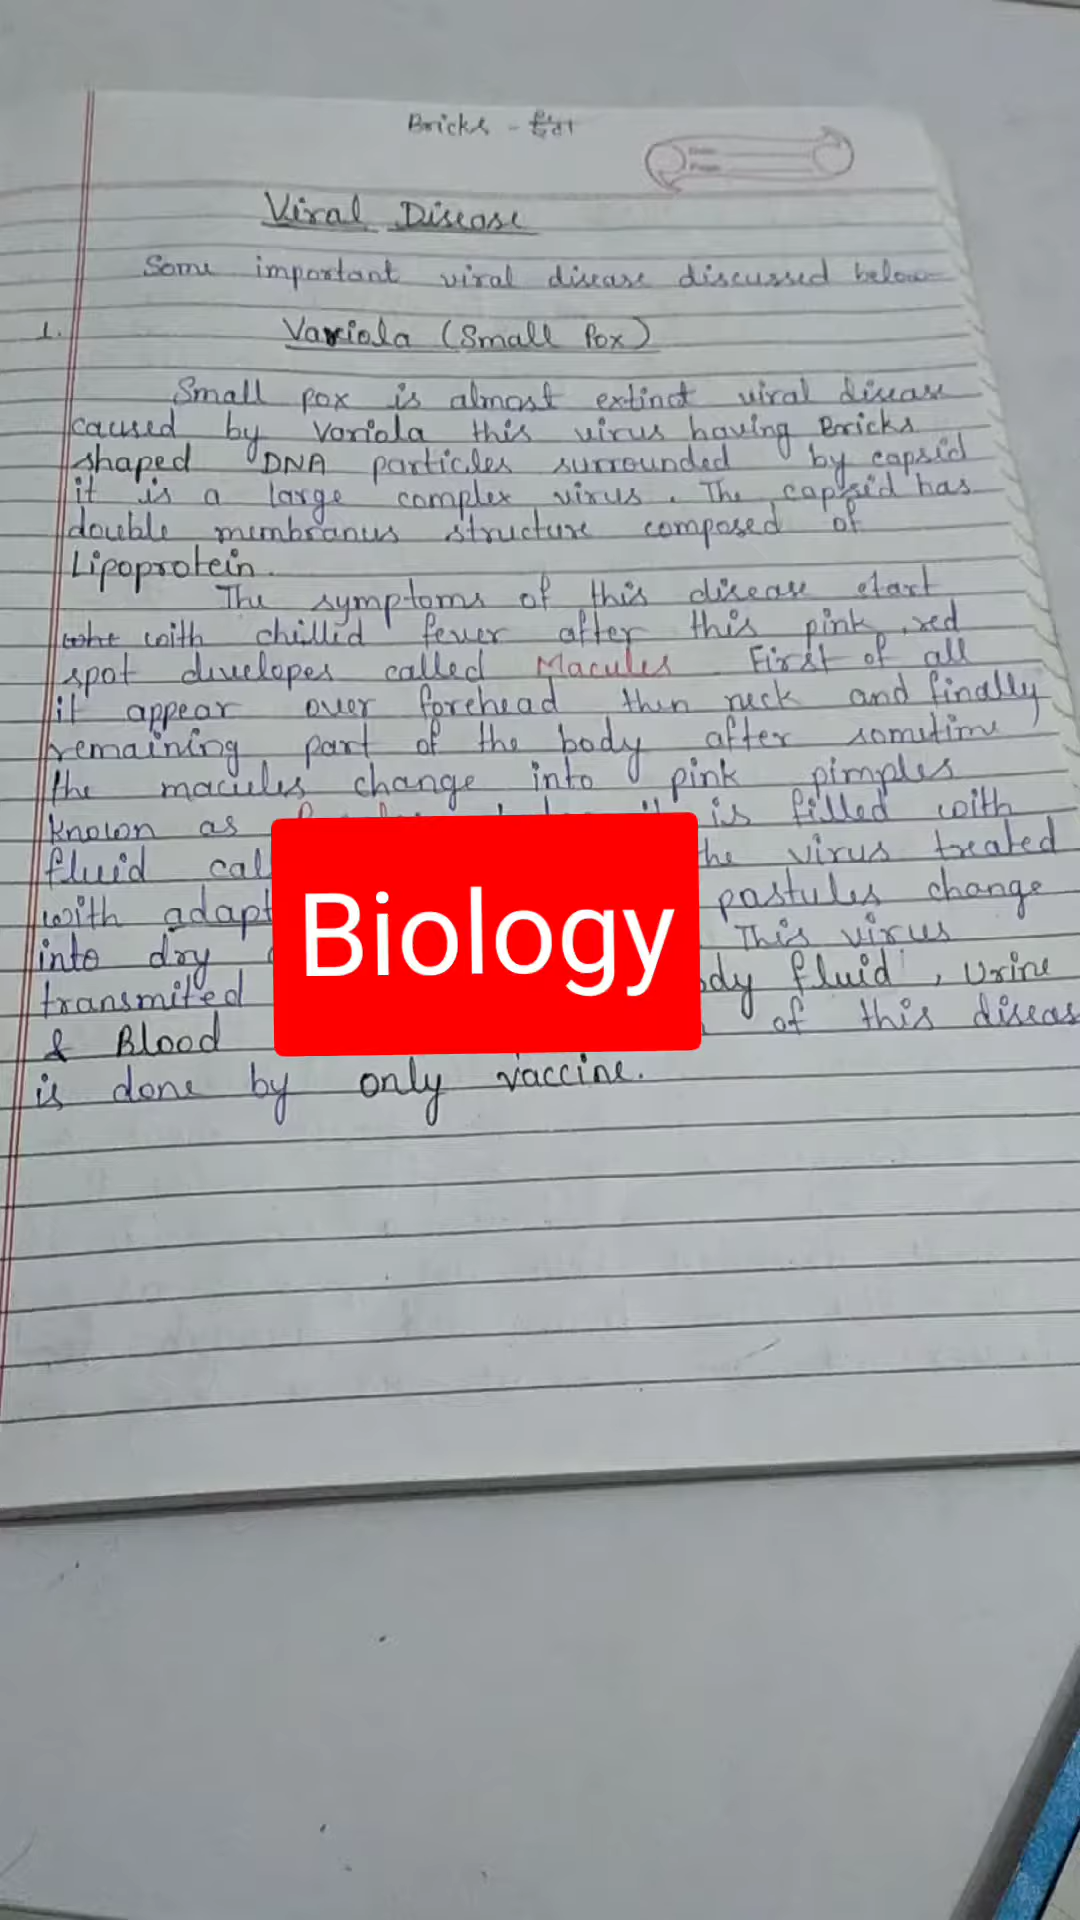 Bricks - ईंटा
Viral Disease
Some important viral disease discussed below
1. Variola (Small Pox)
Small pox is almost extinct viral disease
caused by Variola this virus having Bricks
shaped DNA particles surrounded by capsid
it is a large complex virus. The capsid has
double membranus structure composed of
Lipoprotein.
The symptoms of this disease start
with chilled fever after this pink, red
spot duvelopes called Macules First of all
it appear over forehead then neck and finally
remaining part of the body after sometime
the macules change into pink pimples
known as it is filled with
fluid the virus treated
with pastules change
into dry This virus
transmited fluid, Urine
& Blood of this diseas
is done by only vaccine.
Biology